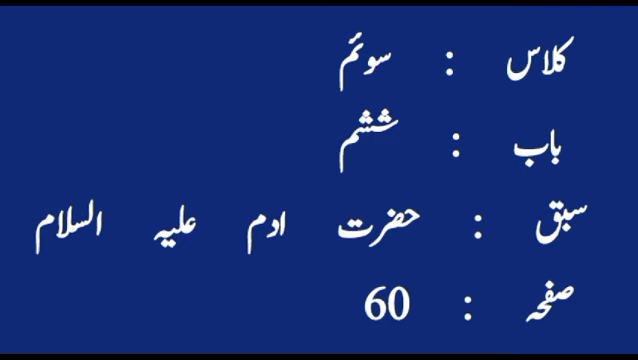 کلاس : سوئم
باب : ششم
سبق : حضرت ادم علیہ السلام
صفحہ : 60